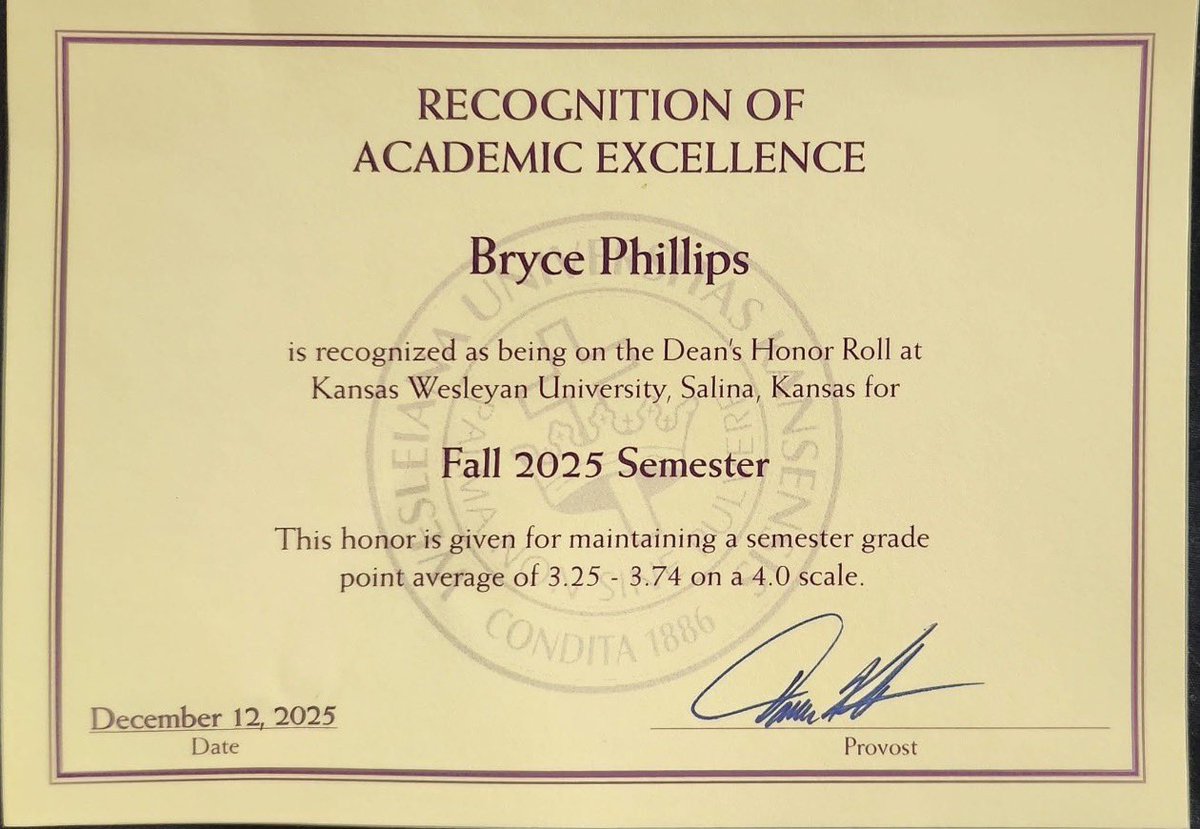 RECOGNITION OF
ACADEMIC EXCELLENCE
Bryce Phillips
is recognized as being on the Dean's Honor Roll at
Kansas Wesleyan University, Salina, Kansas for
Fall 2025 Semester
This honor is given for maintaining a semester grade
point average of 3.25 - 3.74 on a 4.0 scale.
December 12, 2025
Date
Provost
UNIVERSITAS KANSENSIS
CONDITA 1886